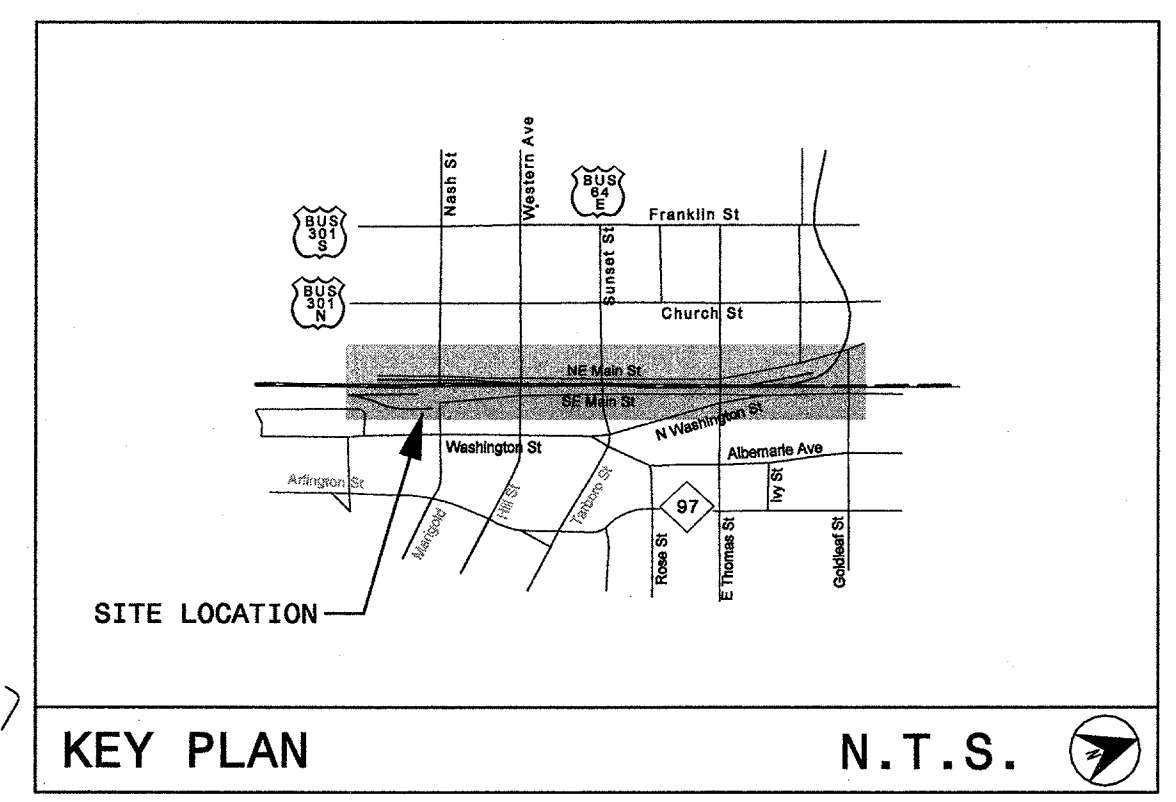 Nash St
Western Ave
BUS
64
E
BUS
301
S
Franklin St
Sunset St
BUS
301
N
Church St
NE Main St
SE Main St
N Washington St
Washington St
Albemarle Ave
Arlington St
Marigold
Hill St
Tarboro St
97
Ivy St
Rose St
E Thomas St
Goldleaf St
SITE LOCATION
KEY PLAN
N.T.S.
N